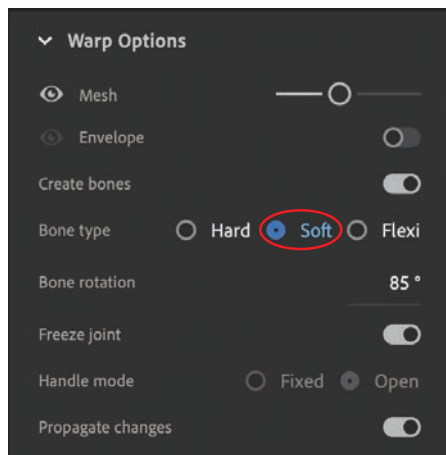 Warp Options
Mesh
Envelope
Create bones
Bone type Hard Soft Flexi
Bone rotation 85 °
Freeze joint
Handle mode Fixed Open
Propagate changes